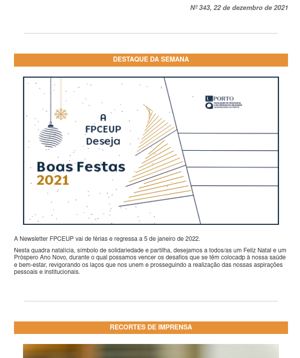 Nº 343, 22 de dezembro de 2021
DESTAQUE DA SEMANA
U.PORTO
A
FPCEUP
Deseja
Boas Festas
2021
A Newsletter FPCEUP vai de férias e regressa a 5 de janeiro de 2022.
Nesta quadra natalícia, símbolo de solidariedade e partilha, desejamos a todos/as um Feliz Natal e um
Próspero Ano Novo, durante o qual possamos vencer os desafios que se têm colocadp à nossa saúde
e bem-estar, revigorando os laços que nos unem e prosseguindo a realização das nossas aspirações
pessoais e institucionais.
RECORTES DE IMPRENSA